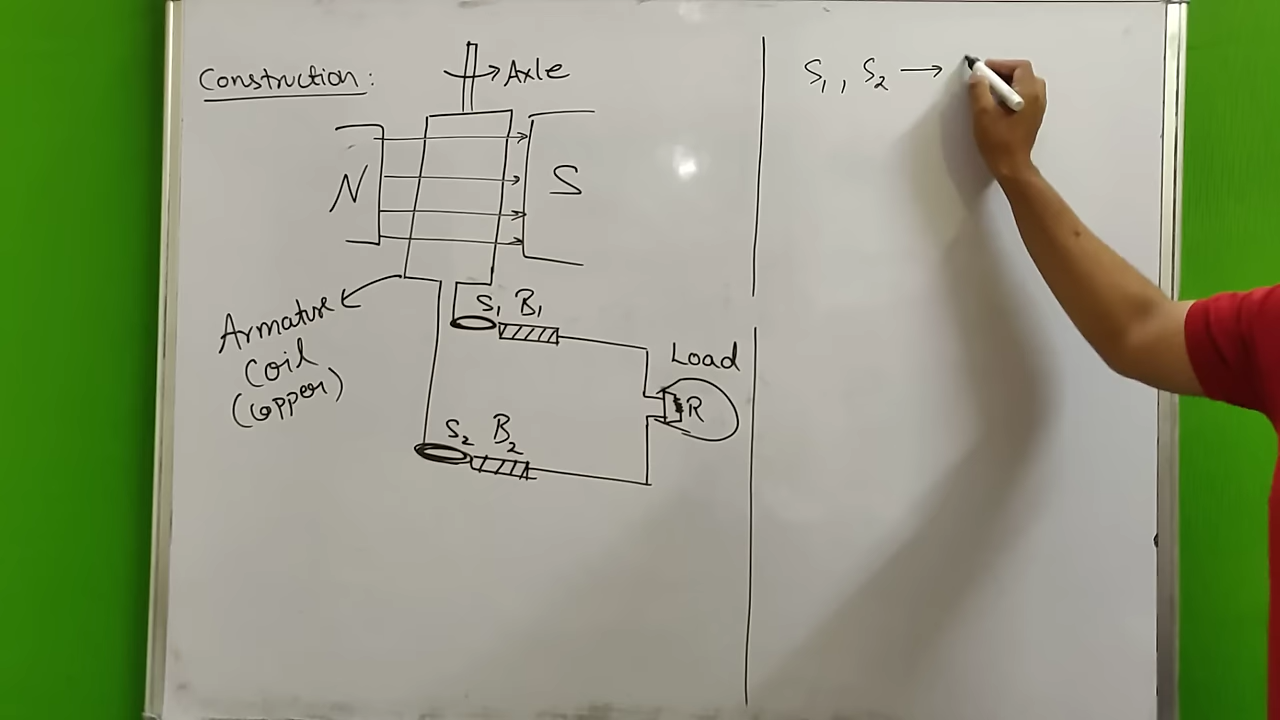 Construction:
Axle
N
S
Armature
Coil
(Copper)
S₁ B₁
Load
R
S₂ B₂
S₁, S₂ →